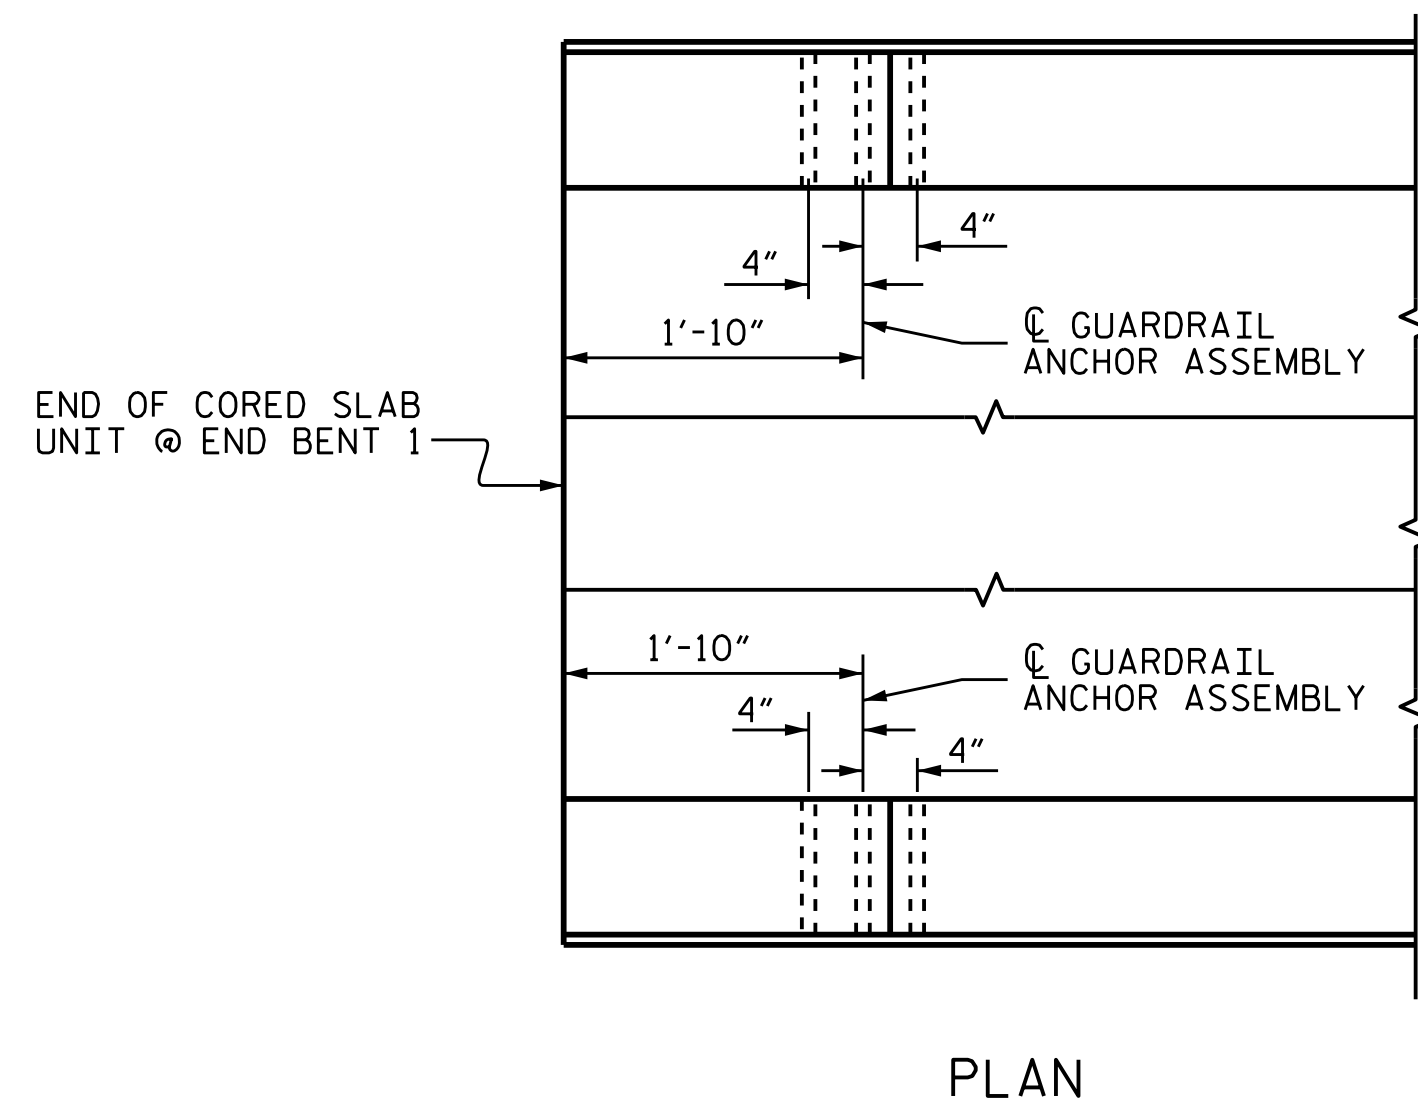 4"
4"
1'-10"
℄ GUARDRAIL
ANCHOR ASSEMBLY
END OF CORED SLAB
UNIT @ END BENT 1
1'-10"
℄ GUARDRAIL
ANCHOR ASSEMBLY
4"
4"
PLAN